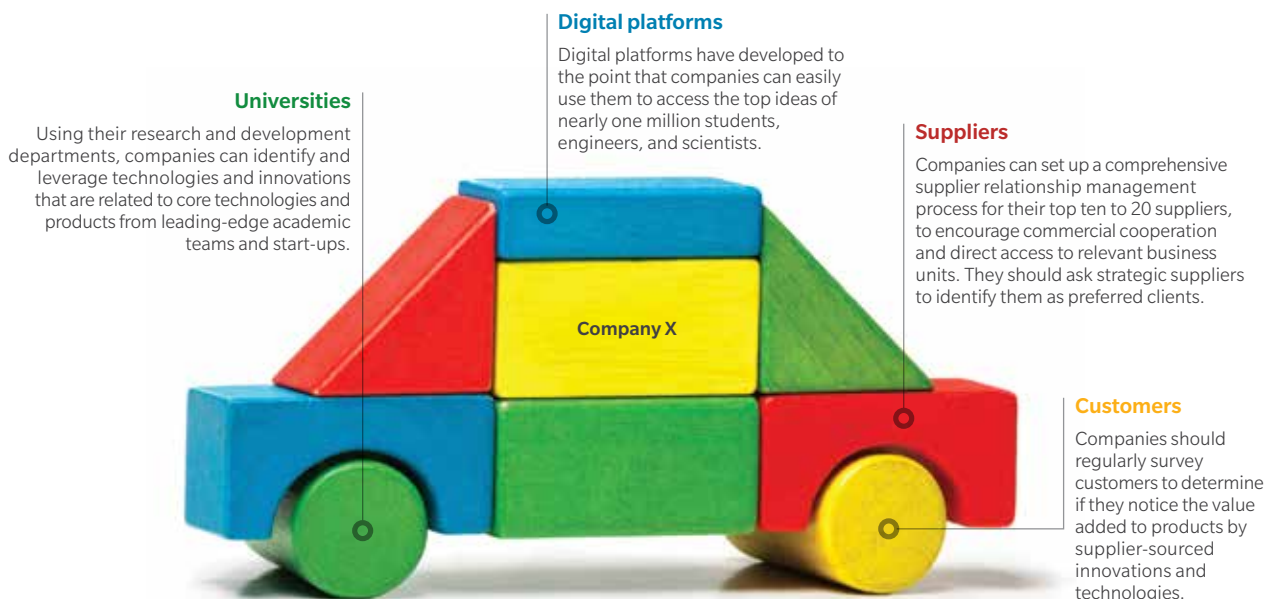 Digital platforms
Digital platforms have developed to
the point that companies can easily
use them to access the top ideas of
nearly one million students,
engineers, and scientists.
Universities
Using their research and development
departments, companies can identify and
leverage technologies and innovations
that are related to core technologies and
products from leading-edge academic
teams and start-ups.
Suppliers
Companies can set up a comprehensive
supplier relationship management
process for their top ten to 20 suppliers,
to encourage commercial cooperation
and direct access to relevant business
units. They should ask strategic suppliers
to identify them as preferred clients.
Company X
Customers
Companies should
regularly survey
customers to determine
if they notice the value
added to products by
supplier-sourced
innovations and
technologies.